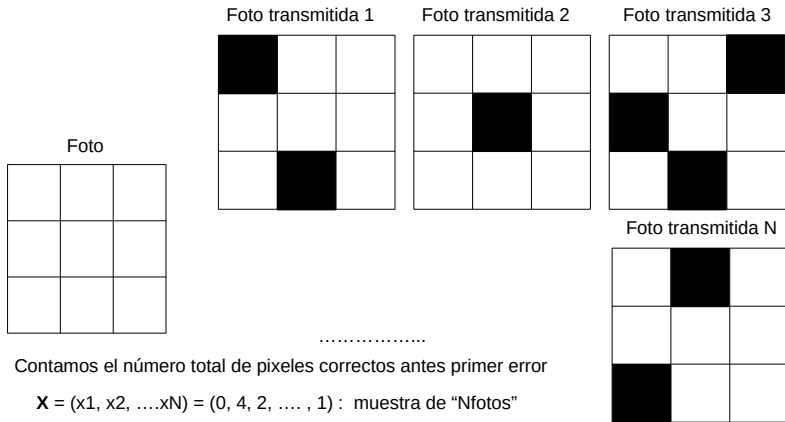 Foto transmitida 1
Foto transmitida 2
Foto transmitida 3
Foto
Foto transmitida N
……………...
Contamos el número total de pixeles correctos antes primer error
X = (x1, x2, ….xN) = (0, 4, 2, …. , 1) : muestra de “Nfotos”